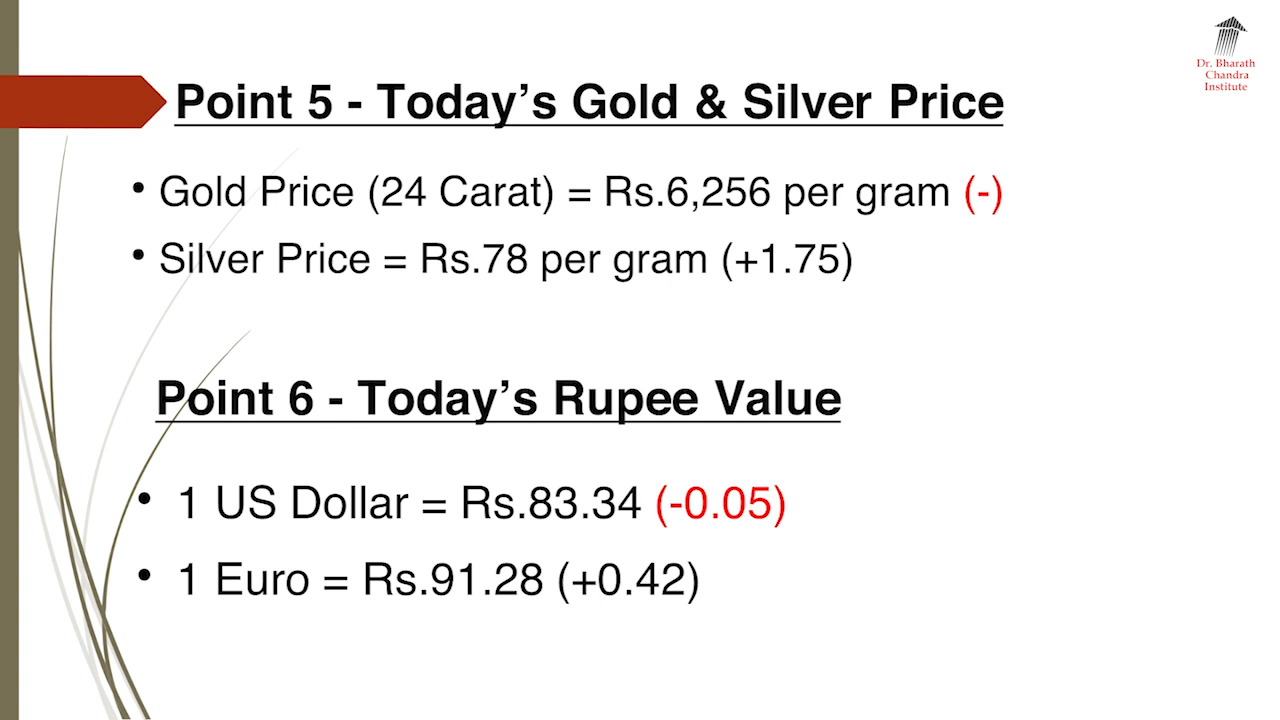 Dr. Bharath
Chandra
Institute
Point 5 - Today’s Gold & Silver Price
• Gold Price (24 Carat) = Rs.6,256 per gram (-)
• Silver Price = Rs.78 per gram (+1.75)
Point 6 - Today’s Rupee Value
• 1 US Dollar = Rs.83.34 (-0.05)
• 1 Euro = Rs.91.28 (+0.42)